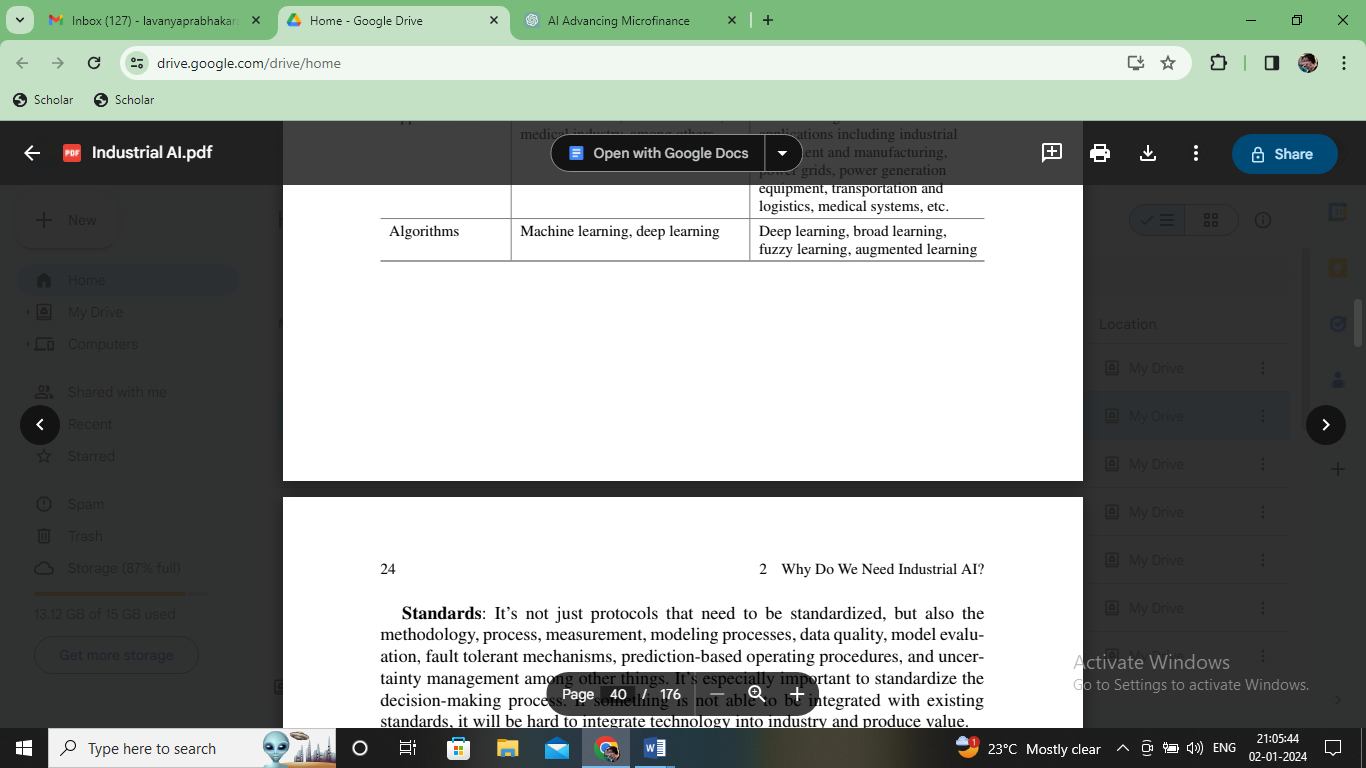 Inbox (127) - lavanyaprabhakar
Home - Google Drive
AI Advancing Microfinance
drive.google.com/drive/home
Scholar
Scholar
Industrial AI.pdf
Open with Google Docs
Share
medical industry, among others
applications including industrial
and manufacturing,
power grids, power generation
equipment, transportation and
logistics, medical systems, etc.
Algorithms
Machine learning, deep learning
Deep learning, broad learning,
fuzzy learning, augmented learning
New
Home
My Drive
Computers
Shared with me
Recent
Starred
Spam
Trash
Storage (87% full)
13.12 GB of 15 GB used
Get more storage
Location
My Drive
My Drive
My Drive
My Drive
My Drive
My Drive
My Drive
24
2 Why Do We Need Industrial AI?
Standards: It's not just protocols that need to be standardized, but also the
methodology, process, measurement, modeling processes, data quality, model evalu-
ation, fault tolerant mechanisms, prediction-based operating procedures, and uncer-
tainty management among other things. It's especially important to standardize the
decision-making process. If something is not able to be integrated with existing
standards, it will be hard to integrate technology into industry and produce value.
Page 40 / 176
Activate Windows
Go to Settings to activate Windows.
Type here to search
1
23°C Mostly clear
ENG
21:05:44
02-01-2024